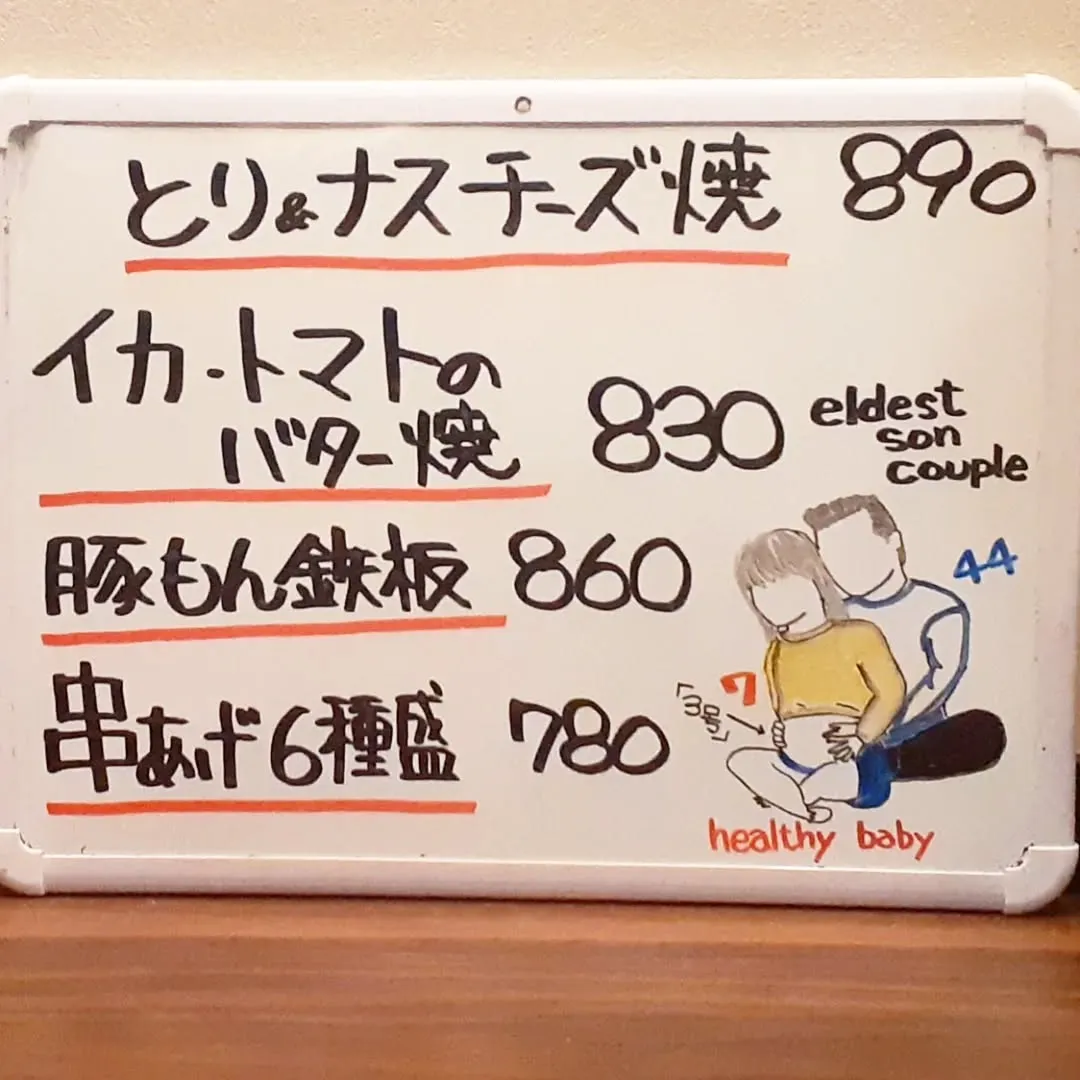 とり&ナスチーズ焼 890
イカ・トマトの
バター焼 830
豚もん鉄板 860
串あげ6種盛 780
eldest
son
couple
44
7
「3号」
healthy baby